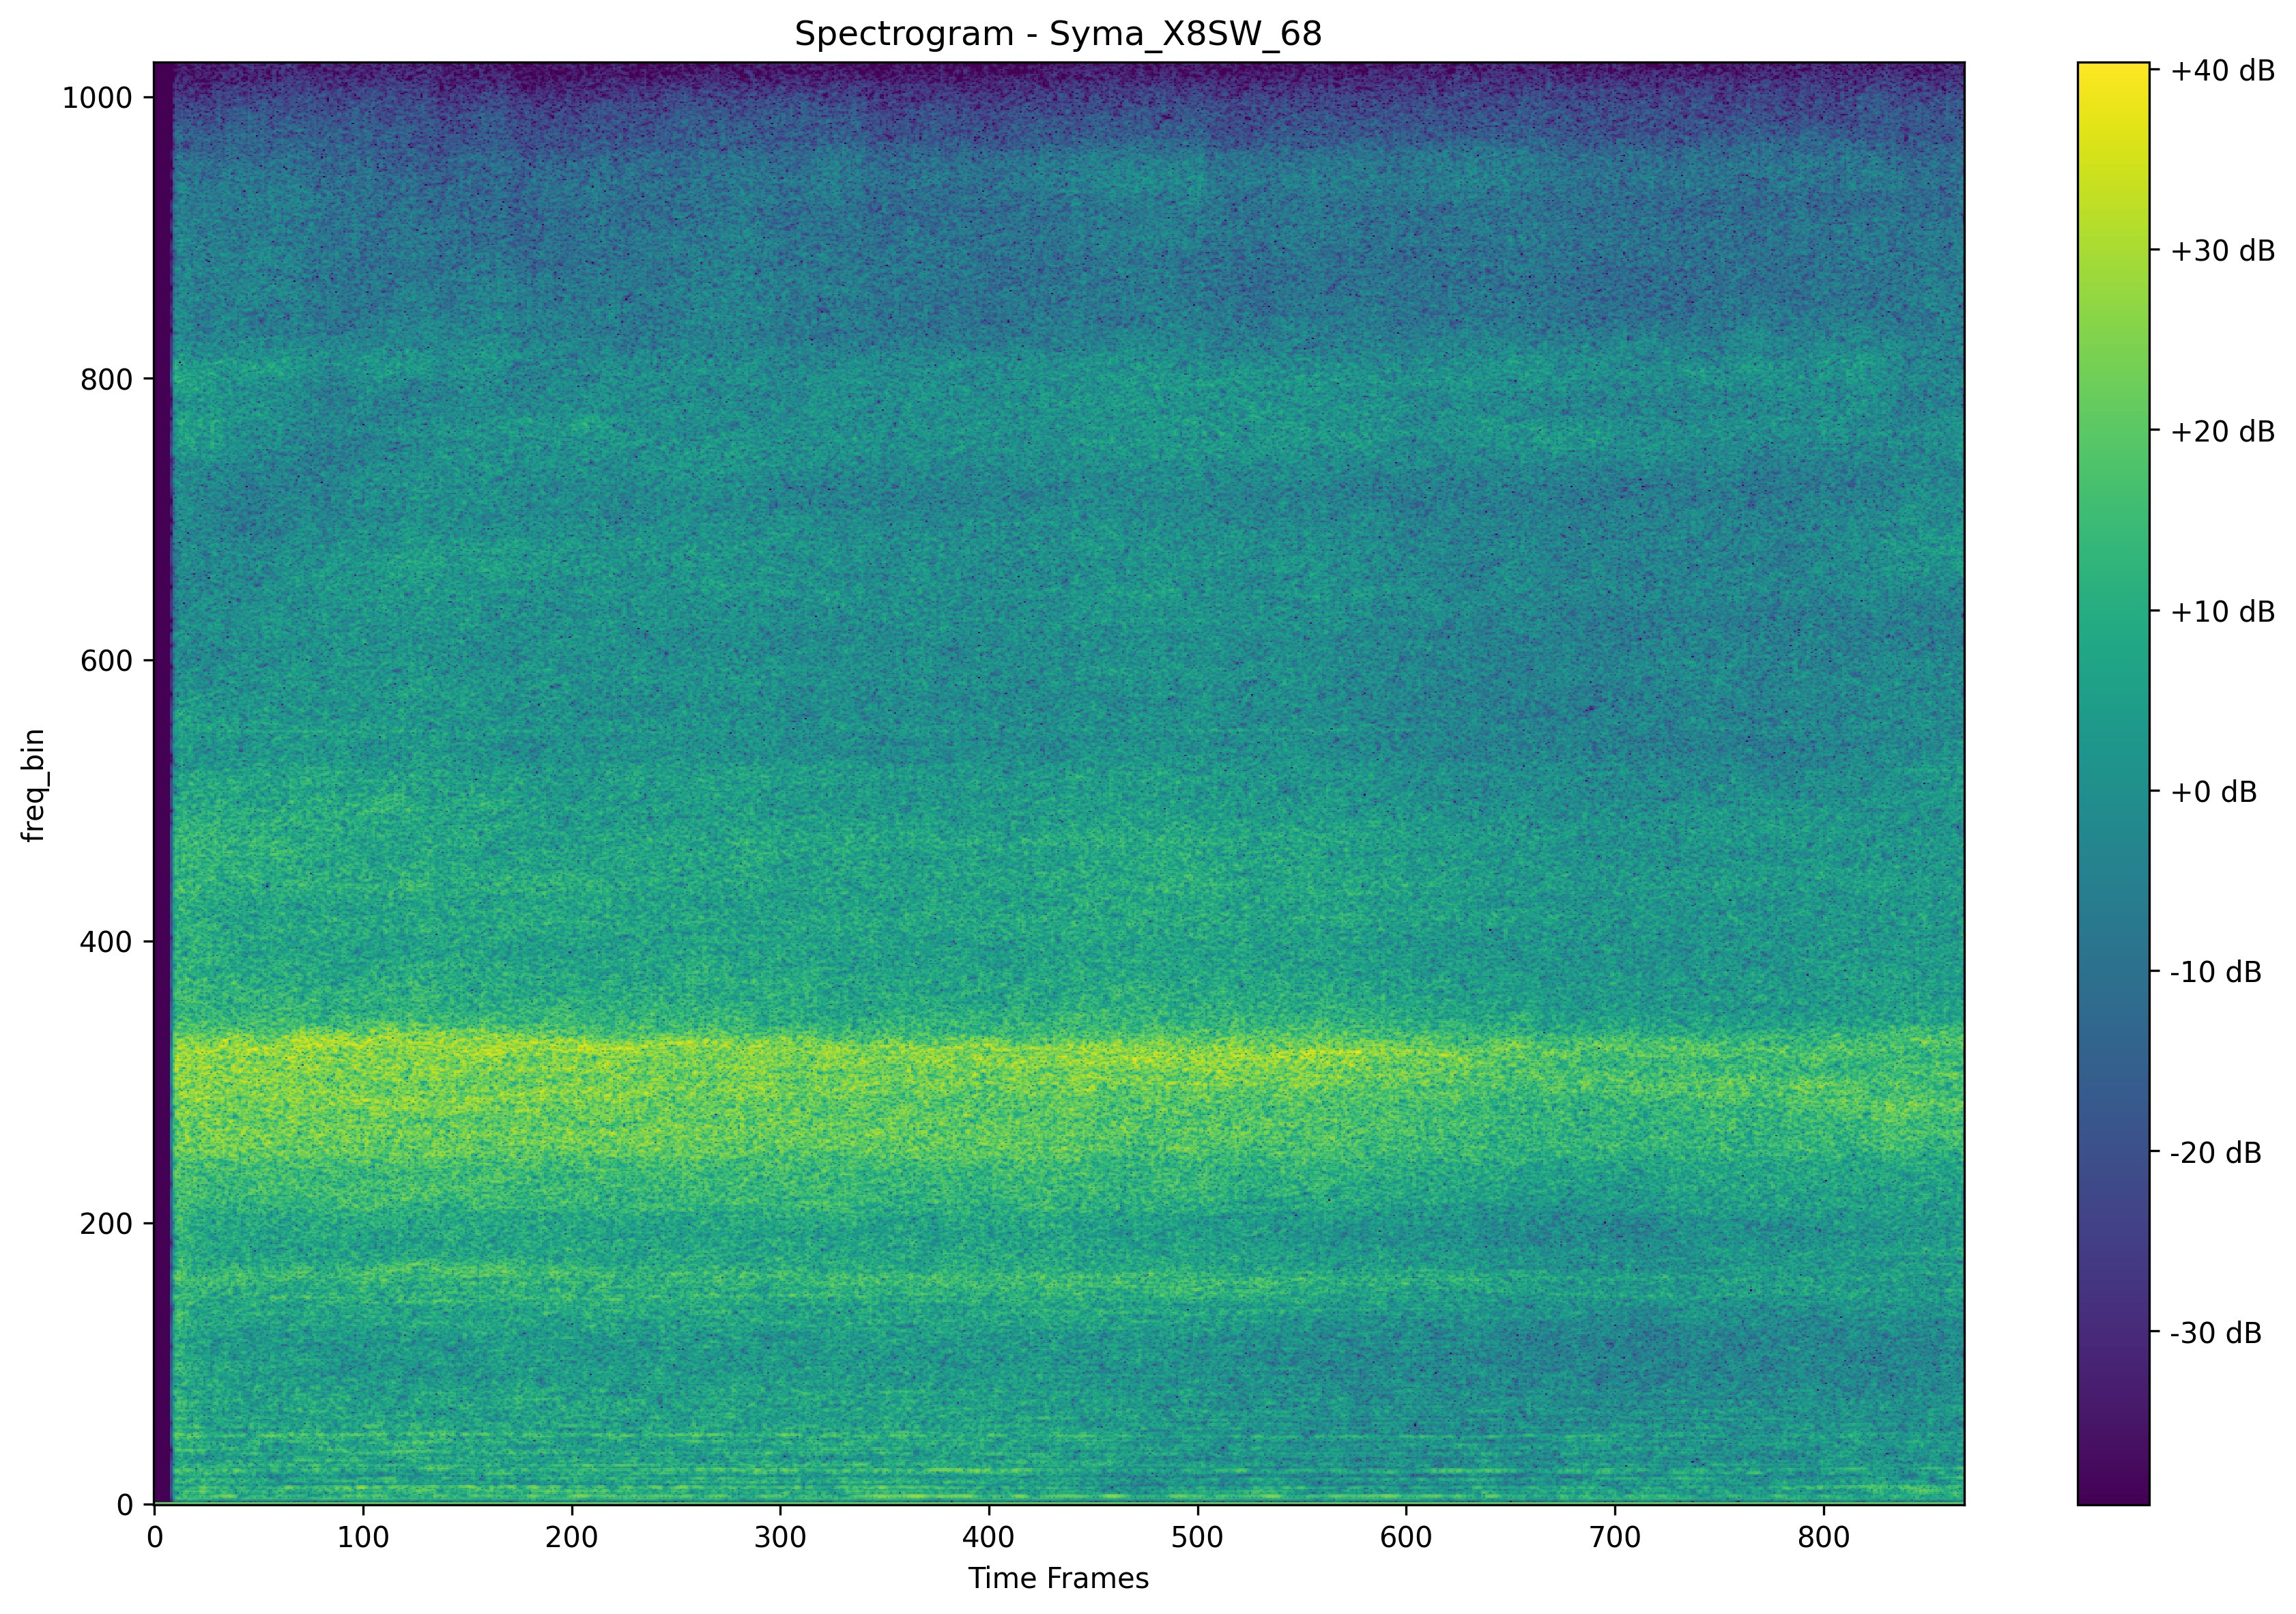 Spectrogram - Syma_X8SW_68
freq_bin
1000
800
600
400
200
0
0 100 200 300 400 500 600 700 800
Time Frames
+40 dB
+30 dB
+20 dB
+10 dB
+0 dB
-10 dB
-20 dB
-30 dB